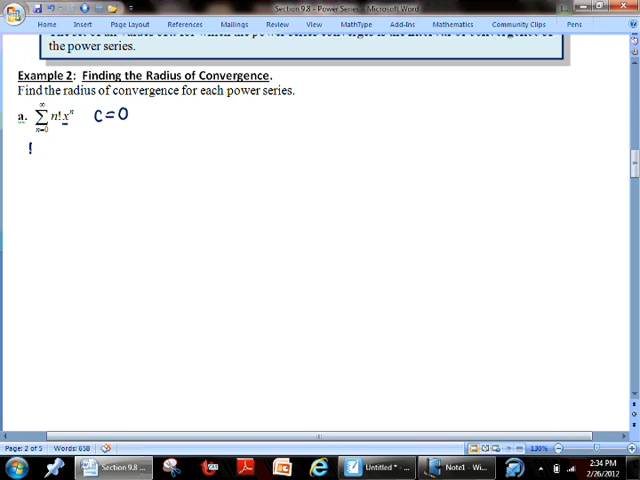 Section 9.8 - Power Series - Microsoft Word
Home Insert Page Layout References Mailings Review View MathType Add-Ins Mathematics Community Clips Pens
the power series.
Example 2: Finding the Radius of Convergence.
Find the radius of convergence for each power series.
a. ∑_{n=0}^{∞} n! xⁿ c = 0
Page: 2 of 5 Words: 658 130%
Section 9.8 - ... Untitled * - ... Note1 - Wi... 2:34 PM
2/26/2012